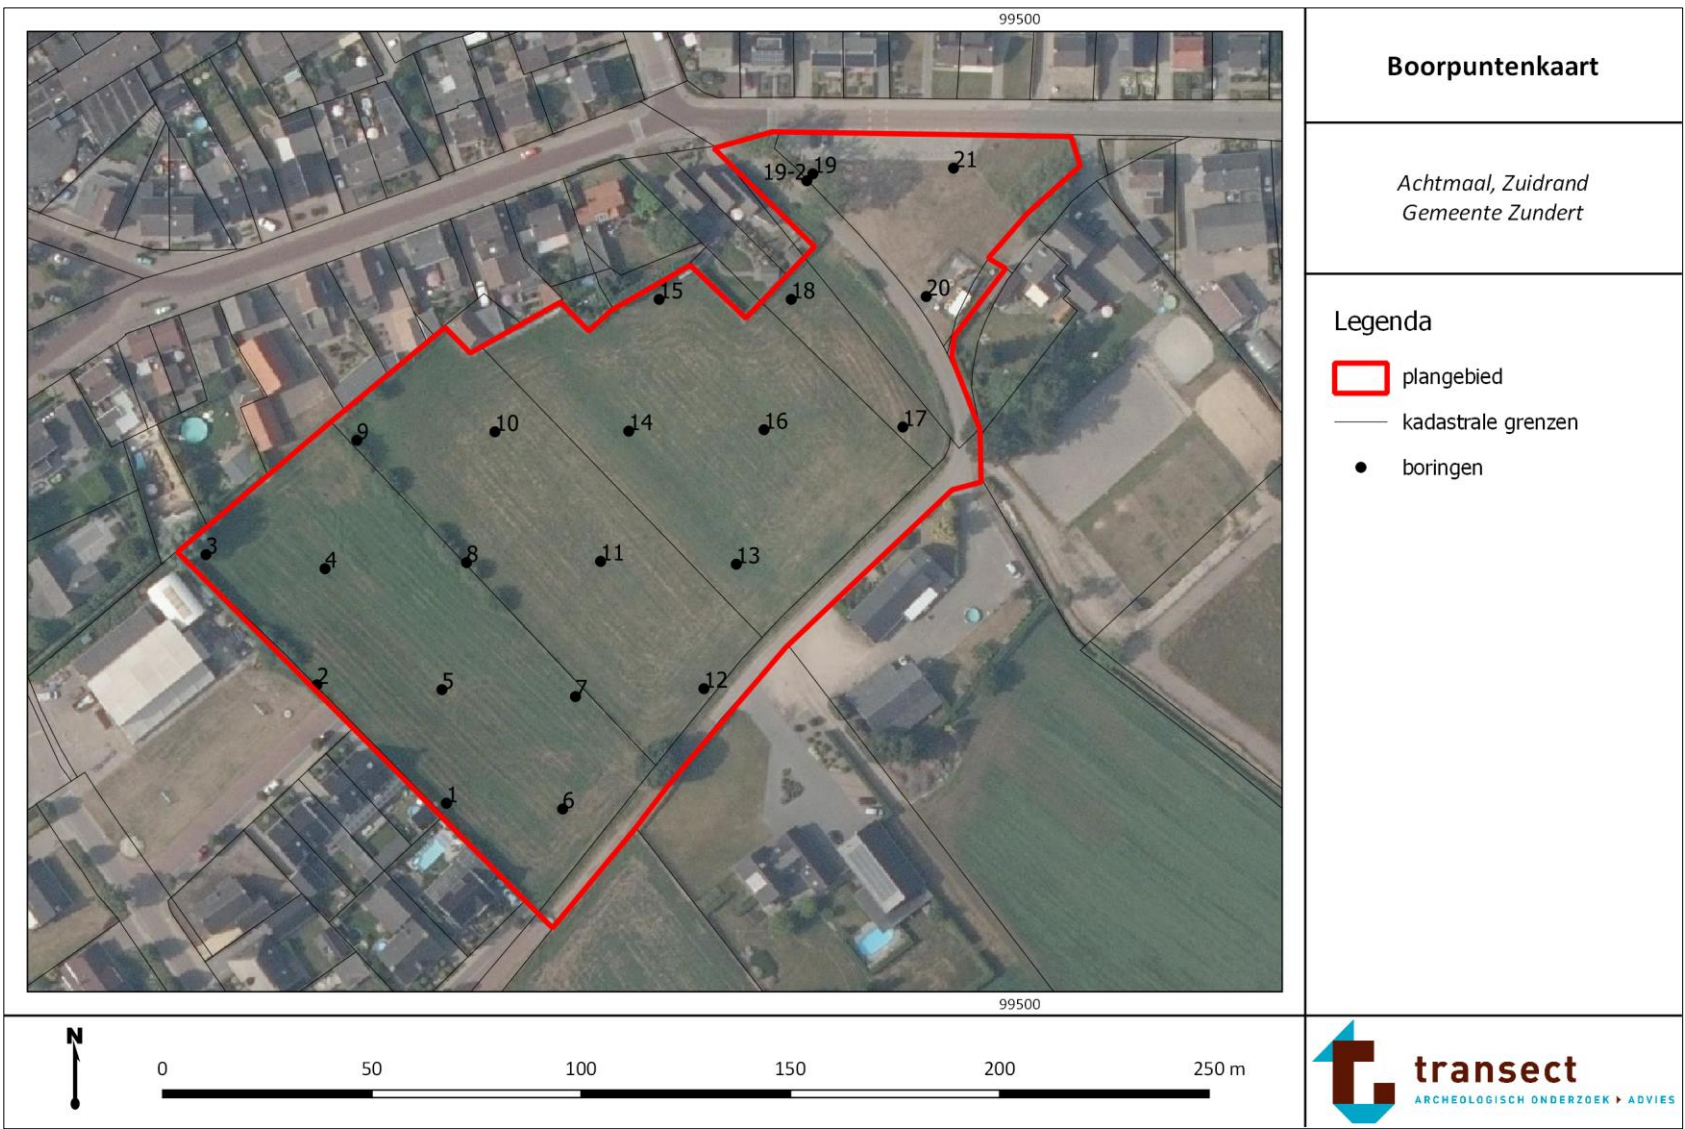 99500
Boorpuntenkaart
Achtmaal, Zuidrand
Gemeente Zundert
Legenda
plangebied
kadastrale grenzen
boringen
21
19
19-2
20
18
15
17
16
14
10
9
3
4
8
11
13
2
5
7
12
1
6
99500
N
0 50 100 150 200 250 m
transect
ARCHEOLOGISCH ONDERZOEK ADVIES